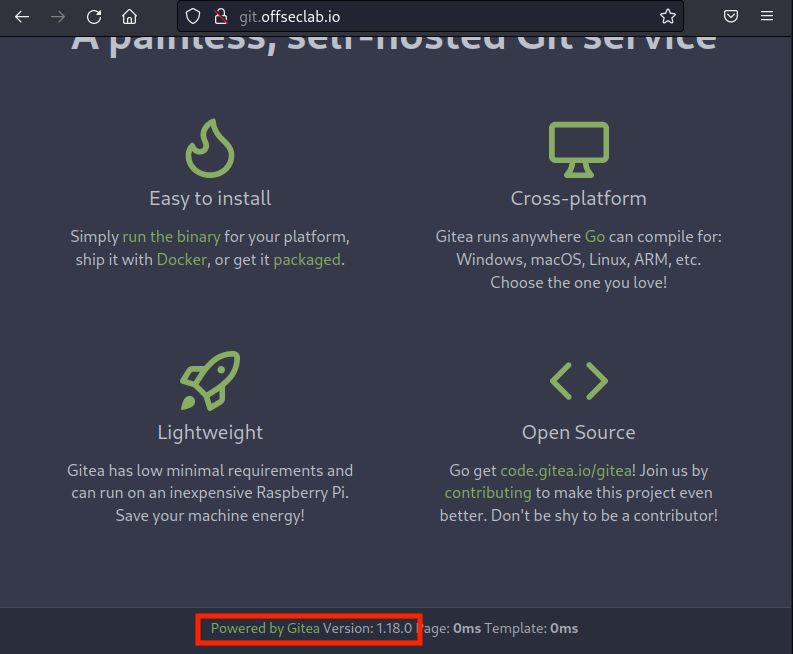 git.offseclab.io
A painless, self-hosted Git service
Easy to install
Simply run the binary for your platform,
ship it with Docker, or get it packaged.
Cross-platform
Gitea runs anywhere Go can compile for:
Windows, macOS, Linux, ARM, etc.
Choose the one you love!
Lightweight
Gitea has low minimal requirements and
can run on an inexpensive Raspberry Pi.
Save your machine energy!
Open Source
Go get code.gitea.io/gitea! Join us by
contributing to make this project even
better. Don't be shy to be a contributor!
Powered by Gitea Version: 1.18.0 Page: 0ms Template: 0ms